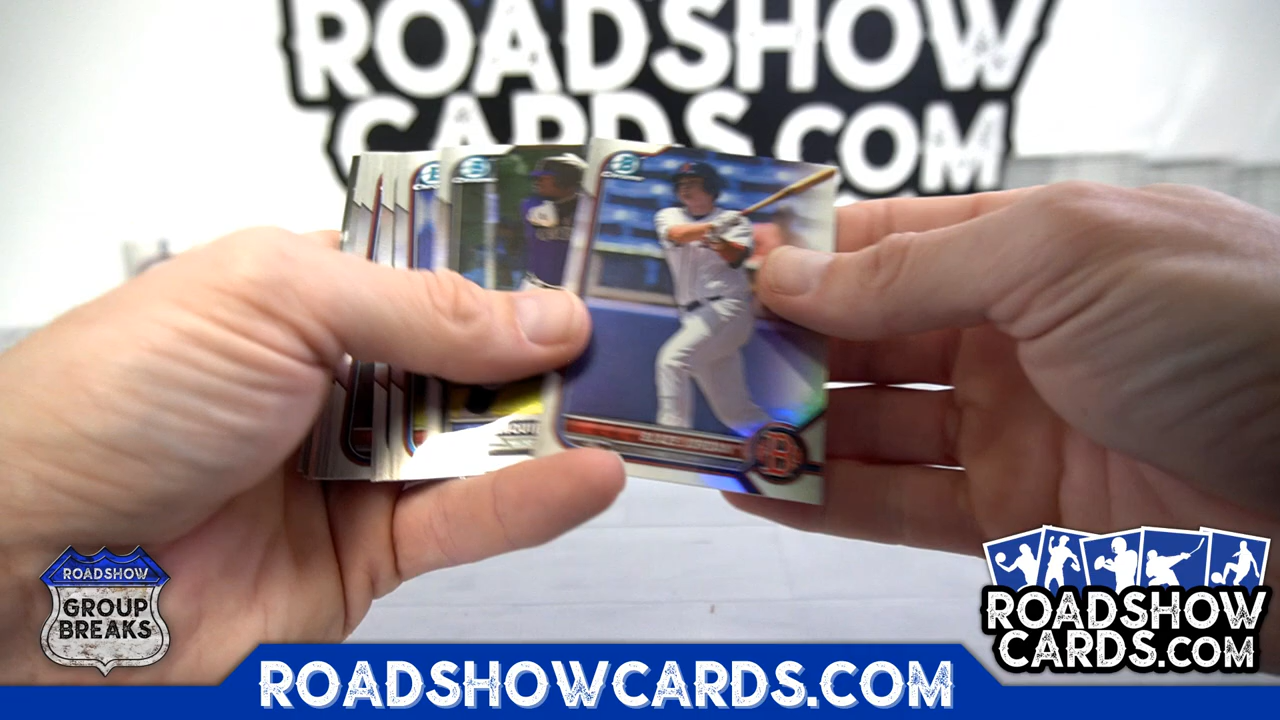 ROADSHOW
CARDS.COM
B
ROADSHOW
GROUP
BREAKS
ROADSHOW
CARDS.COM
ROADSHOWCARDS.COM